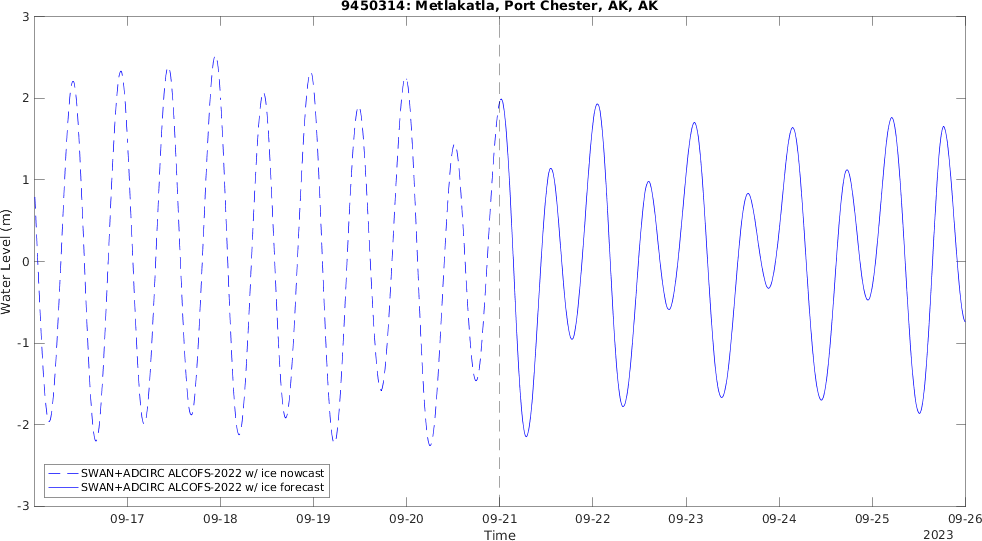 9450314: Metlakatla, Port Chester, AK, AK
3
2
1
0
-1
-2
-3
Water Level (m)
SWAN+ADCIRC ALCOFS-2022 w/ ice nowcast
SWAN+ADCIRC ALCOFS-2022 w/ ice forecast
09-17 09-18 09-19 09-20 09-21 09-22 09-23 09-24 09-25 09-26
Time
2023